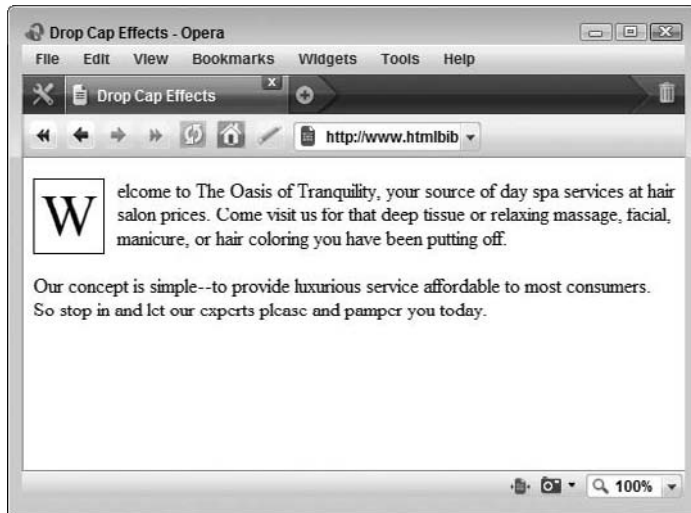 Drop Cap Effects - Opera
File Edit View Bookmarks Widgets Tools Help
Drop Cap Effects
http://www.htmlbib
Welcome to The Oasis of Tranquility, your source of day spa services at hair
salon prices. Come visit us for that deep tissue or relaxing massage, facial,
manicure, or hair coloring you have been putting off.
Our concept is simple--to provide luxurious service affordable to most consumers.
So stop in and let our experts please and pamper you today.
100%